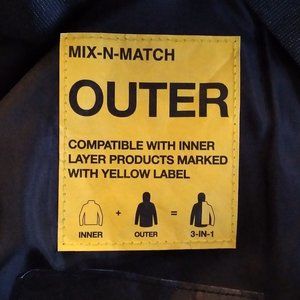 MIX-N-MATCH
OUTER
COMPATIBLE WITH INNER
LAYER PRODUCTS MARKED
WITH YELLOW LABEL
+ =
INNER OUTER 3-IN-1